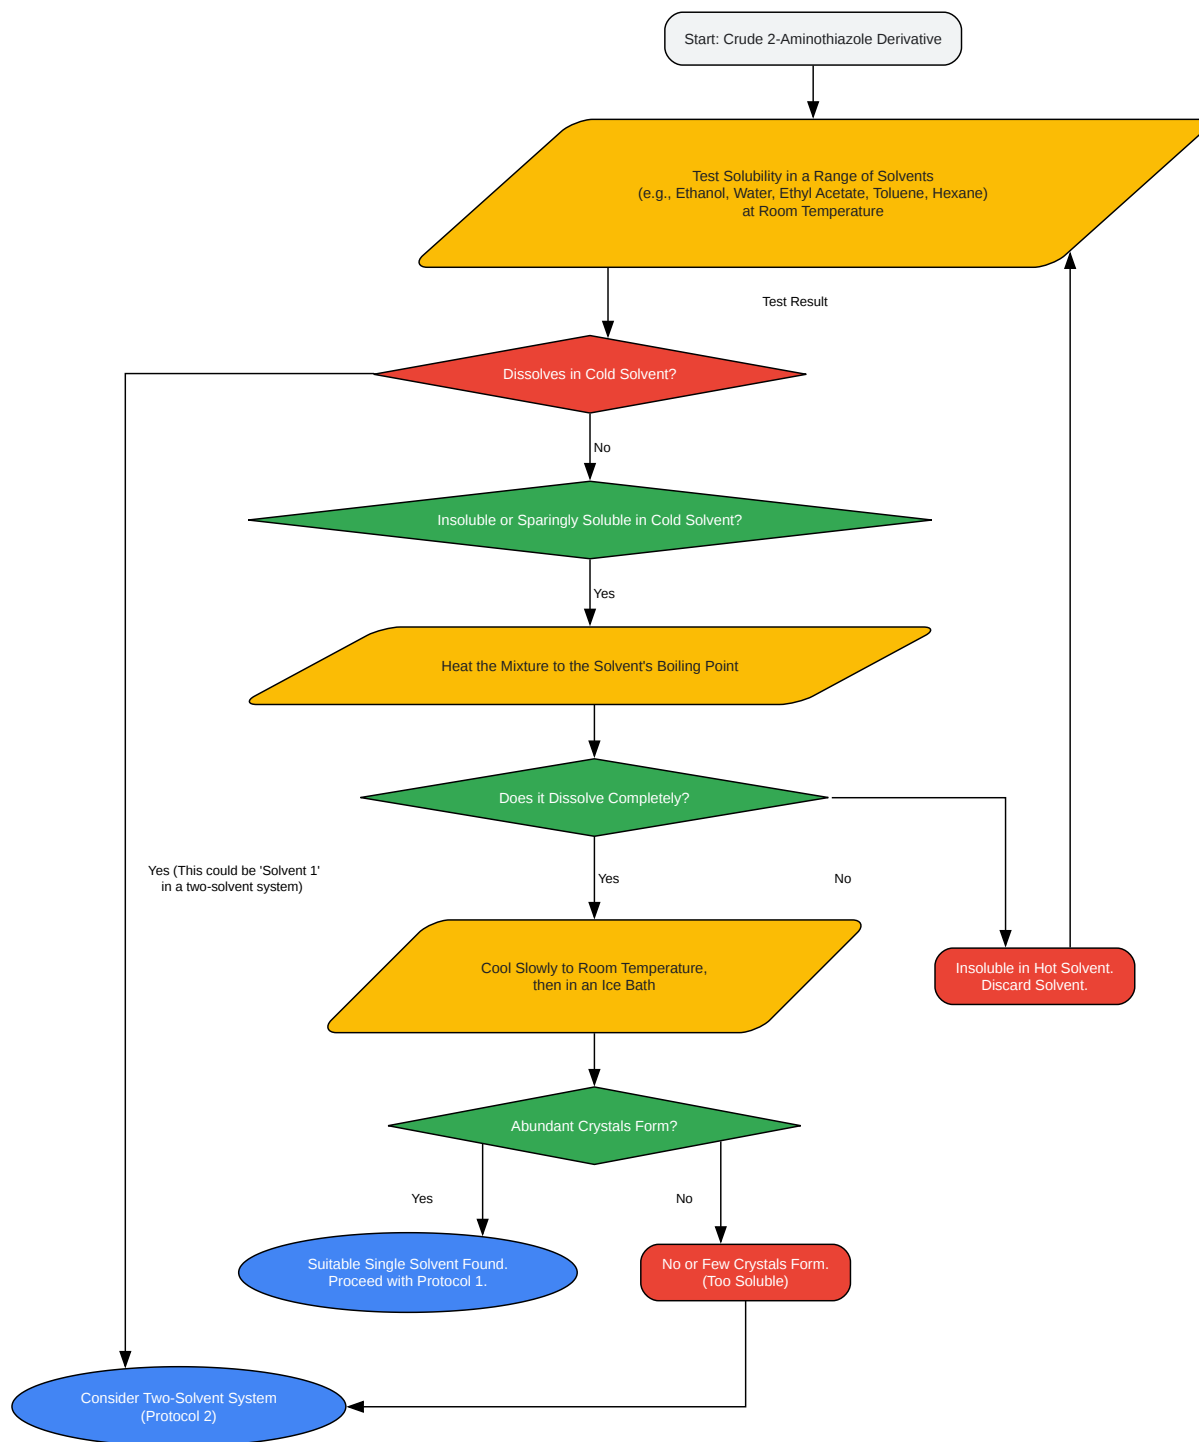 Start: Crude 2-Aminothiazole Derivative
Test Solubility in a Range of Solvents
(e.g., Ethanol, Water, Ethyl Acetate, Toluene, Hexane)
at Room Temperature
Test Result
Dissolves in Cold Solvent?
No
Insoluble or Sparingly Soluble in Cold Solvent?
Yes
Heat the Mixture to the Solvent's Boiling Point
Does it Dissolve Completely?
Yes (This could be 'Solvent 1'
in a two-solvent system)
Yes
No
Cool Slowly to Room Temperature,
then in an Ice Bath
Insoluble in Hot Solvent.
Discard Solvent.
Abundant Crystals Form?
Yes
No
Suitable Single Solvent Found.
Proceed with Protocol 1.
No or Few Crystals Form.
(Too Soluble)
Consider Two-Solvent System
(Protocol 2)